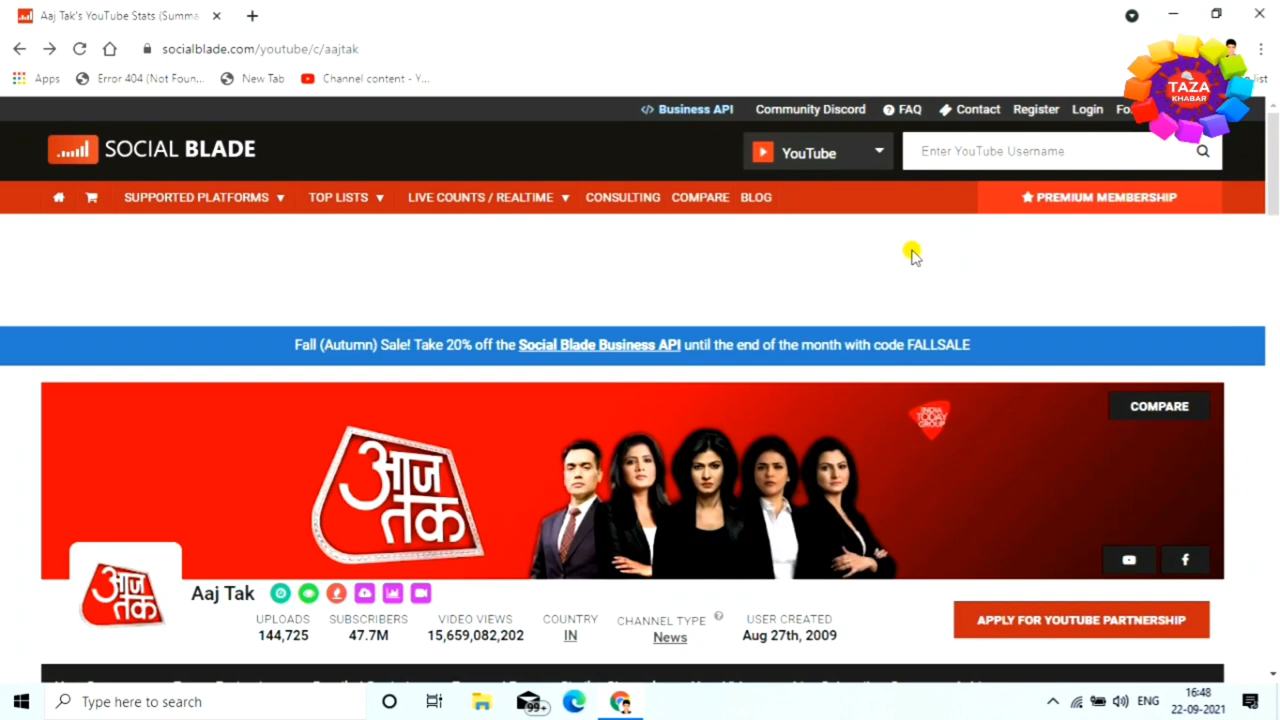 Aaj Tak's YouTube Stats (Summa
socialblade.com/youtube/c/aajtak
Apps Error 404 (Not Foun... New Tab Channel content - Y...
TAZA
KHABAR
</> Business API Community Discord FAQ Contact Register Login
SOCIAL BLADE
YouTube
Enter YouTube Username
SUPPORTED PLATFORMS TOP LISTS LIVE COUNTS / REALTIME CONSULTING COMPARE BLOG PREMIUM MEMBERSHIP
Fall (Autumn) Sale! Take 20% off the Social Blade Business API until the end of the month with code FALLSALE
COMPARE
INDIA
TODAY
GROUP
आज
तक
आज
तक
Aaj Tak
UPLOADS SUBSCRIBERS VIDEO VIEWS COUNTRY CHANNEL TYPE USER CREATED
144,725 47.7M 15,659,082,202 IN News Aug 27th, 2009
APPLY FOR YOUTUBE PARTNERSHIP
Type here to search
99+
ENG
16:48
22-09-2021